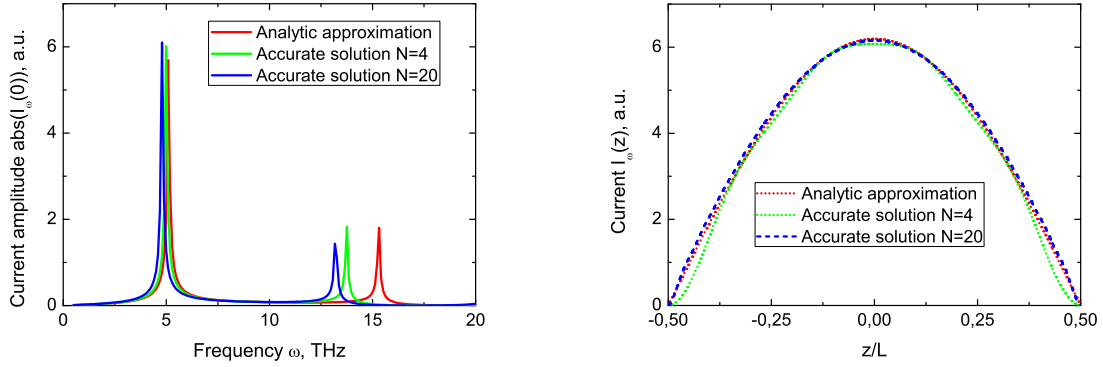 Current amplitude abs(I_ω(0)), a.u.
6
4
2
0
Analytic approximation
Accurate solution N=4
Accurate solution N=20
0
5
10
15
20
Frequency ω, THz
Current I_ω(z), a.u.
6
4
2
0
Analytic approximation
Accurate solution N=4
Accurate solution N=20
-0,50
-0,25
0,00
0,25
0,50
z/L